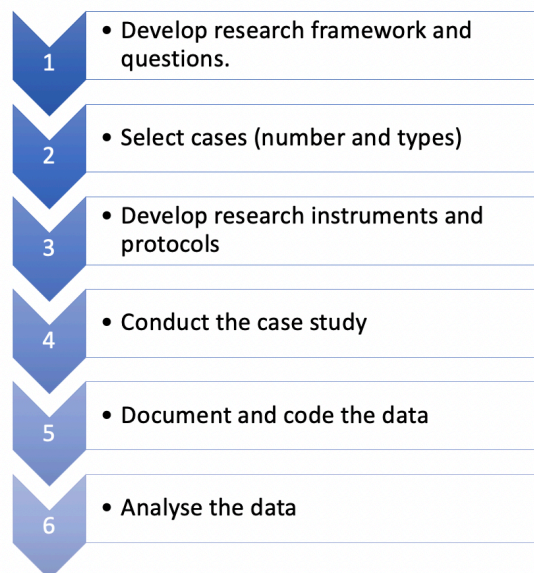 1
• Develop research framework and
questions.
2
• Select cases (number and types)
3
• Develop research instruments and
protocols
4
• Conduct the case study
5
• Document and code the data
6
• Analyse the data